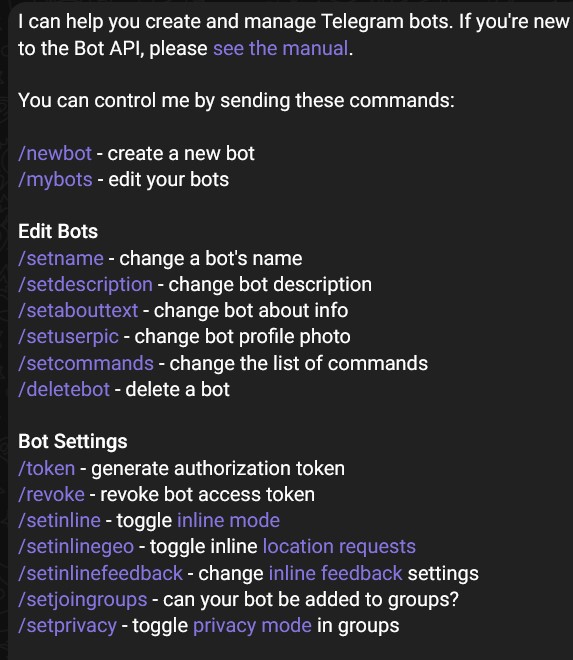 I can help you create and manage Telegram bots. If you're new
to the Bot API, please see the manual.
You can control me by sending these commands:
/newbot - create a new bot
/mybots - edit your bots
Edit Bots
/setname - change a bot's name
/setdescription - change bot description
/setabouttext - change bot about info
/setuserpic - change bot profile photo
/setcommands - change the list of commands
/deletebot - delete a bot
Bot Settings
/token - generate authorization token
/revoke - revoke bot access token
/setinline - toggle inline mode
/setinlinegeo - toggle inline location requests
/setinlinefeedback - change inline feedback settings
/setjoingroups - can your bot be added to groups?
/setprivacy - toggle privacy mode in groups